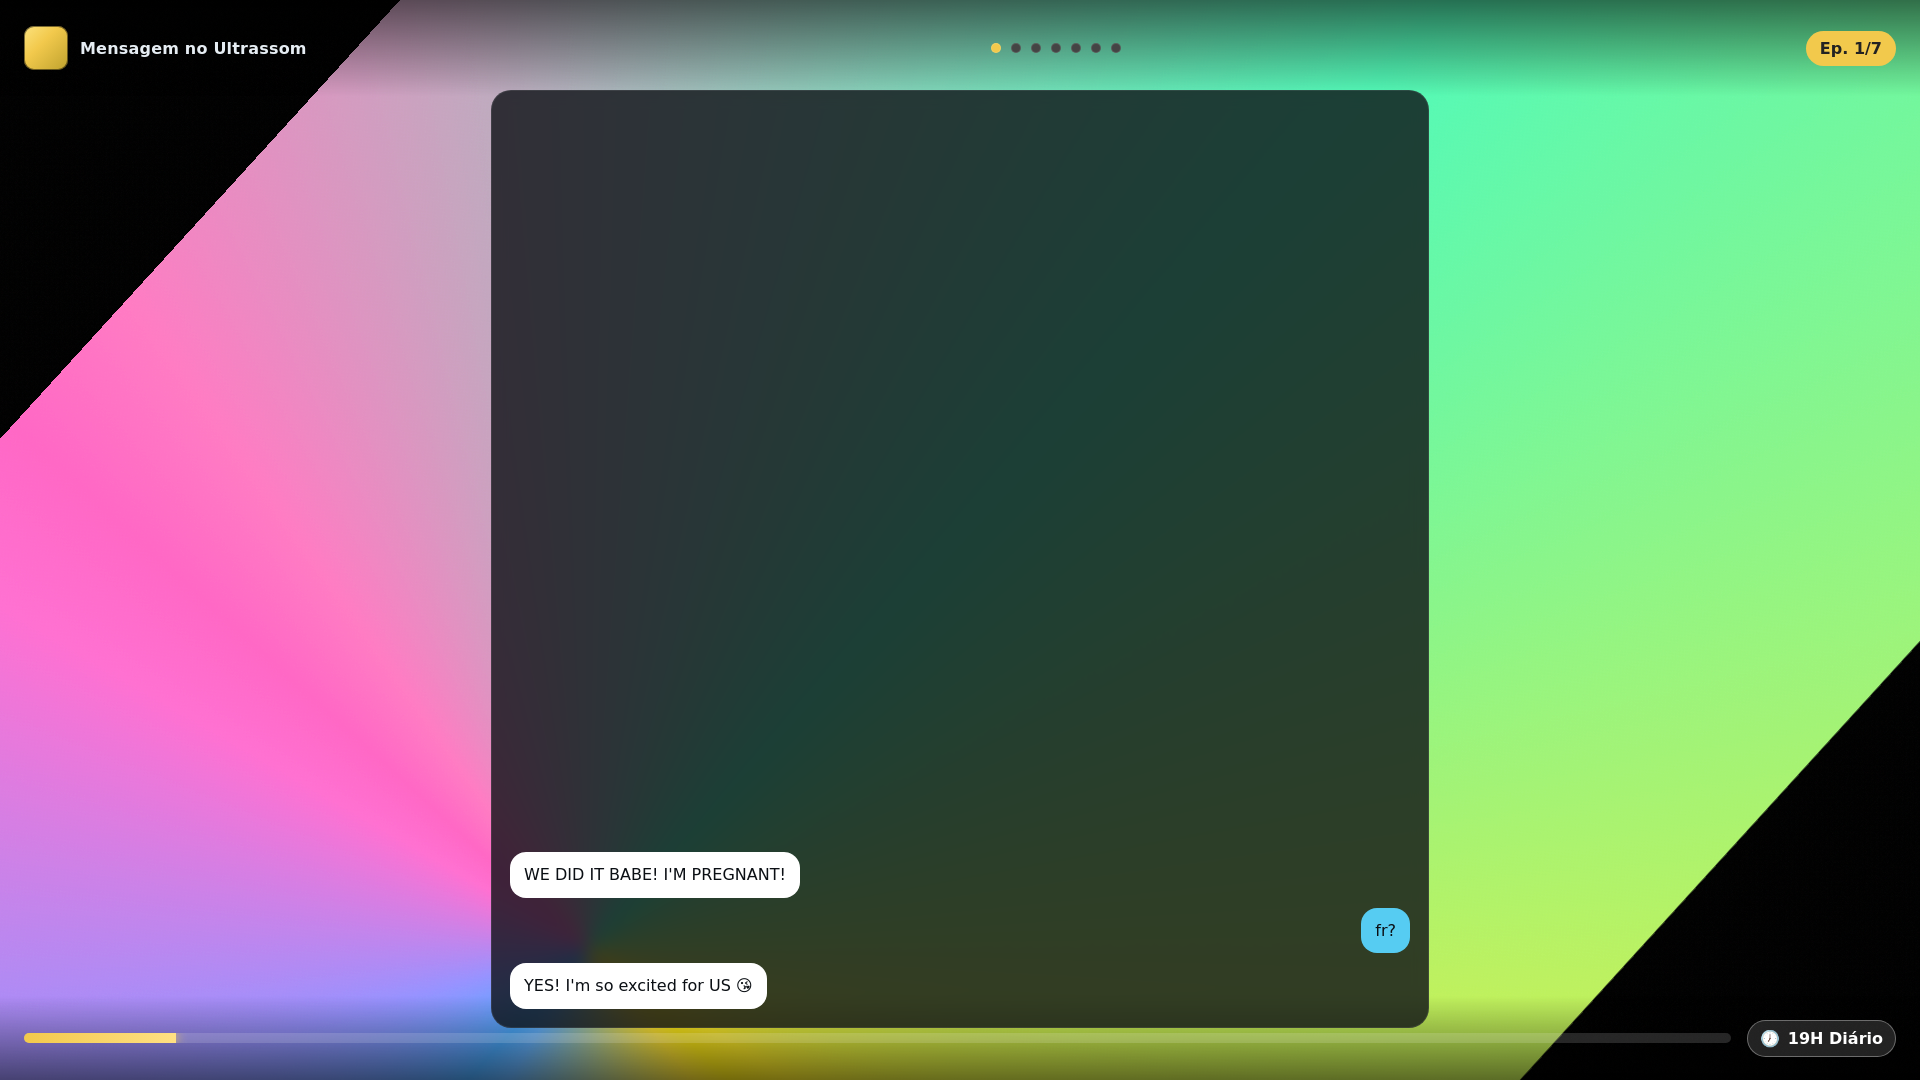 Mensagem no Ultrassom
Ep. 1/7
WE DID IT BABE! I'M PREGNANT!
fr?
YES! I'm so excited for US 😘
🕖 19H Diário